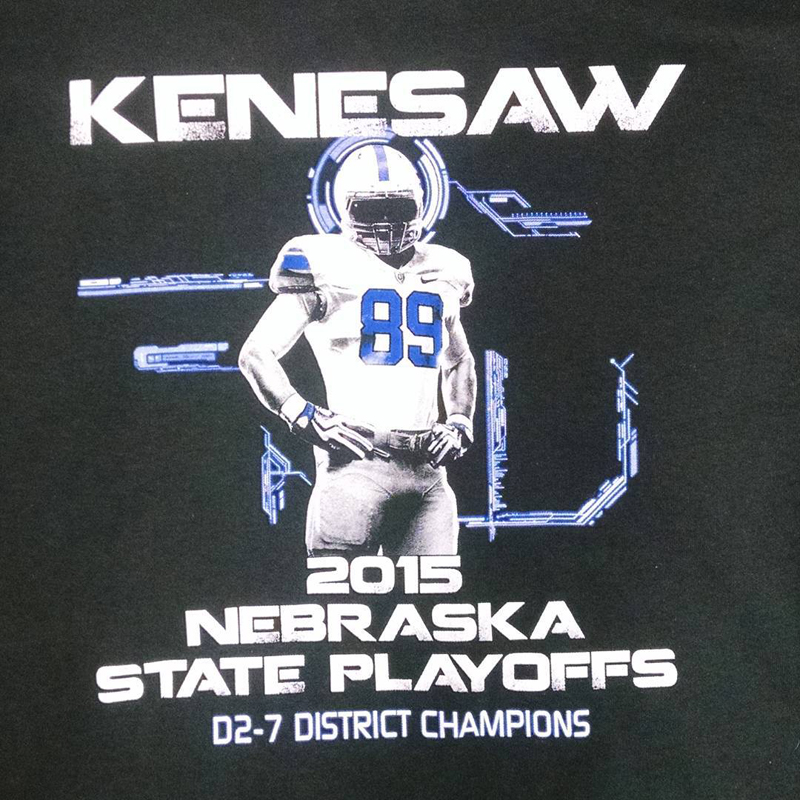 KENESAW
89
2015
NEBRASKA
STATE PLAYOFFS
D2-7 DISTRICT CHAMPIONS